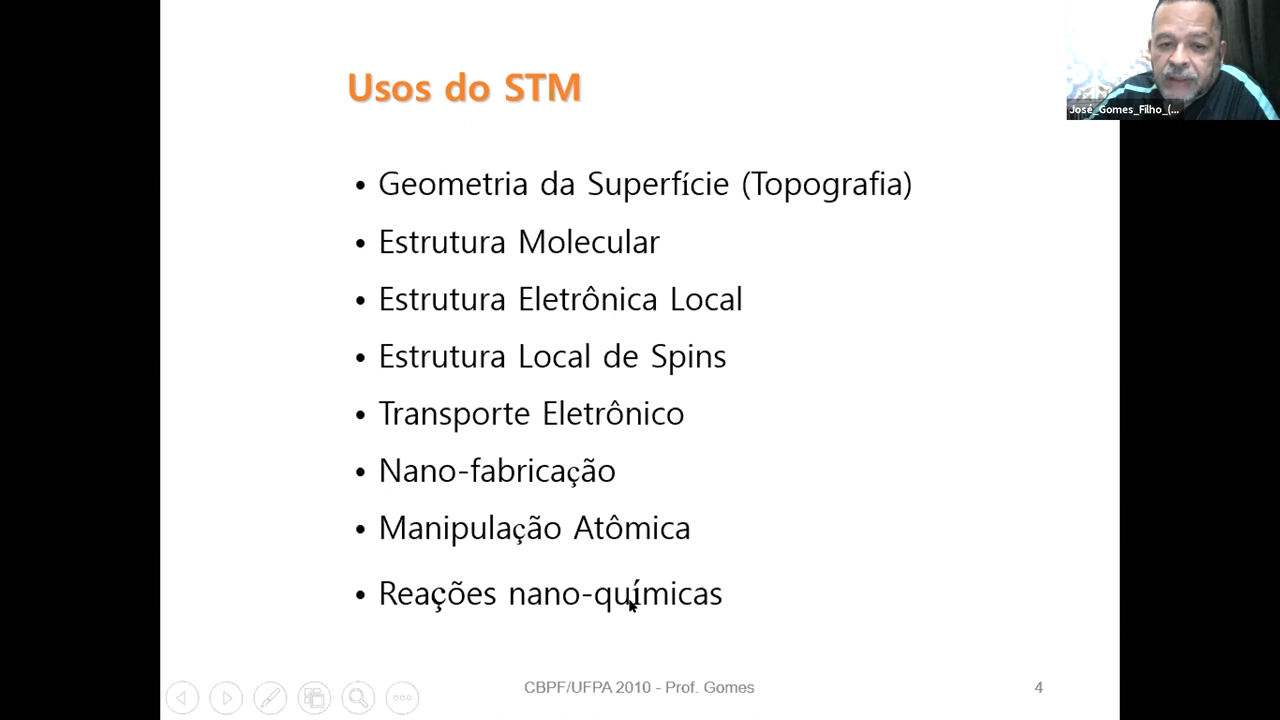 Usos do STM
José_Gomes_Filho_(...
• Geometria da Superfície (Topografia)
• Estrutura Molecular
• Estrutura Eletrônica Local
• Estrutura Local de Spins
• Transporte Eletrônico
• Nano-fabricação
• Manipulação Atômica
• Reações nano-químicas
CBPF/UFPA 2010 - Prof. Gomes
4